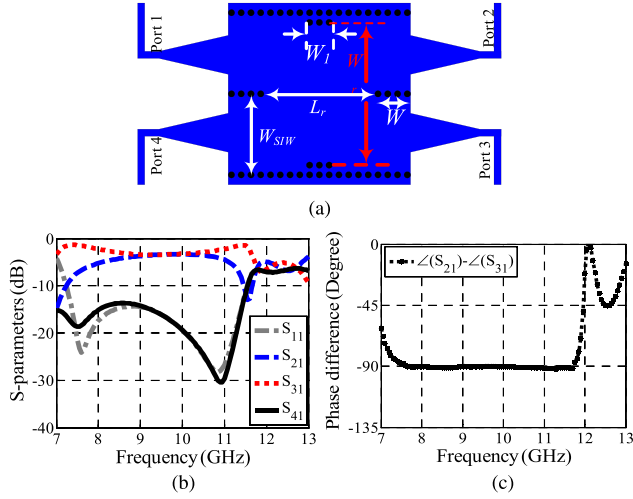 Port 1
Port 2
W₁
W
r
Lᵣ
W
W_SIW
Port 4
Port 3
(a)
S-parameters (dB)
0
-10
-20
-30
-40
S₁₁
S₂₁
S₃₁
S₄₁
7 8 9 10 11 12 13
Frequency (GHz)
(b)
Phase difference (Degree)
0
-45
-90
-135
∠(S₂₁)-∠(S₃₁)
7 8 9 10 11 12 13
Frequency (GHz)
(c)